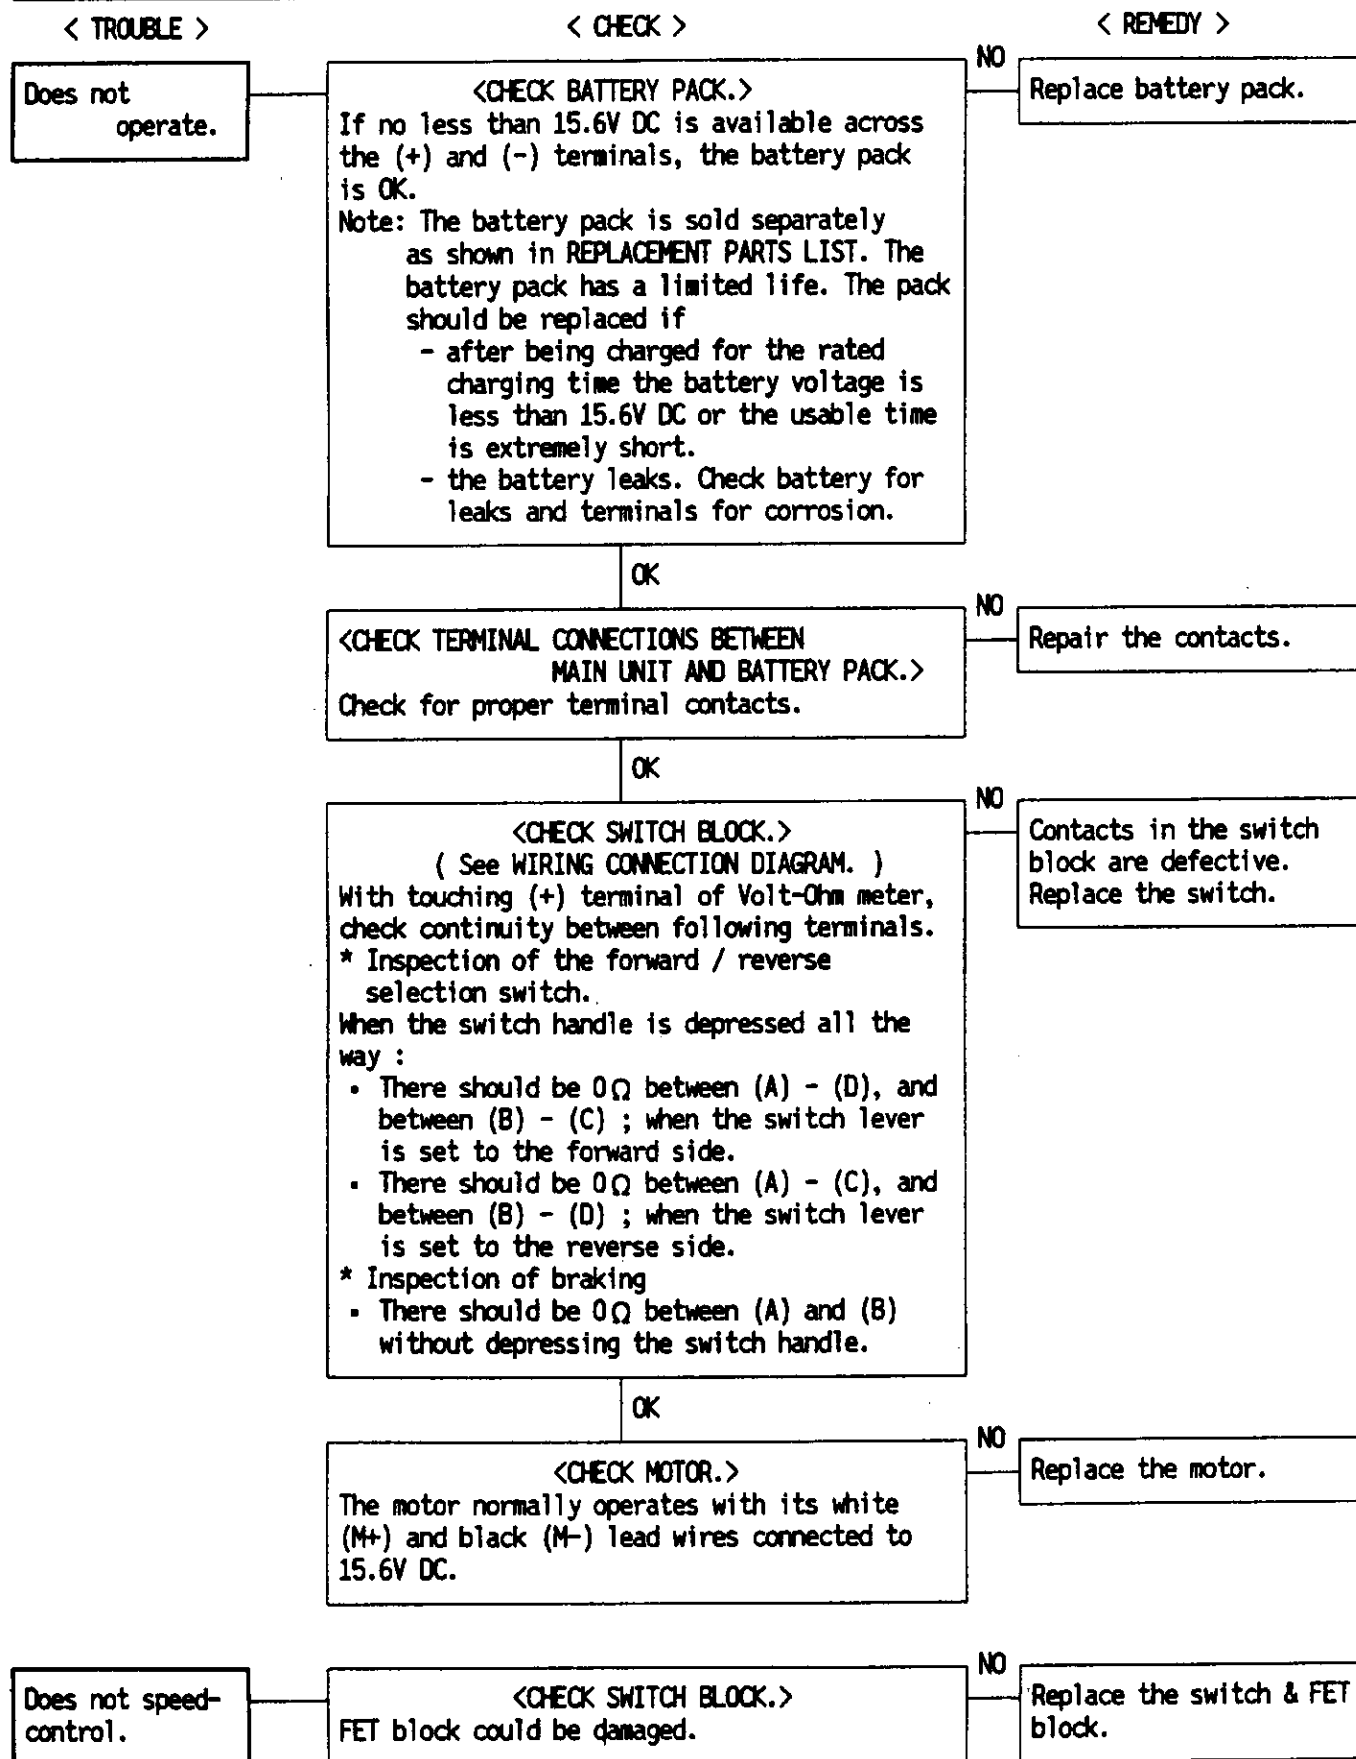 < TROUBLE >
< CHECK >
< REMEDY >
Does not
operate.
<CHECK BATTERY PACK.>
If no less than 15.6V DC is available across
the (+) and (-) terminals, the battery pack
is OK.
Note: The battery pack is sold separately
as shown in REPLACEMENT PARTS LIST. The
battery pack has a limited life. The pack
should be replaced if
- after being charged for the rated
charging time the battery voltage is
less than 15.6V DC or the usable time
is extremely short.
- the battery leaks. Check battery for
leaks and terminals for corrosion.
NO
Replace battery pack.
OK
<CHECK TERMINAL CONNECTIONS BETWEEN
MAIN UNIT AND BATTERY PACK.>
Check for proper terminal contacts.
NO
Repair the contacts.
OK
<CHECK SWITCH BLOCK.>
( See WIRING CONNECTION DIAGRAM. )
With touching (+) terminal of Volt-Ohm meter,
check continuity between following terminals.
* Inspection of the forward / reverse
selection switch.
When the switch handle is depressed all the
way :
▪ There should be 0Ω between (A) - (D), and
between (B) - (C) ; when the switch lever
is set to the forward side.
▪ There should be 0Ω between (A) - (C), and
between (B) - (D) ; when the switch lever
is set to the reverse side.
* Inspection of braking
▪ There should be 0Ω between (A) and (B)
without depressing the switch handle.
NO
Contacts in the switch
block are defective.
Replace the switch.
OK
<CHECK MOTOR.>
The motor normally operates with its white
(M+) and black (M-) lead wires connected to
15.6V DC.
NO
Replace the motor.
Does not speed-
control.
<CHECK SWITCH BLOCK.>
FET block could be damaged.
NO
Replace the switch & FET
block.